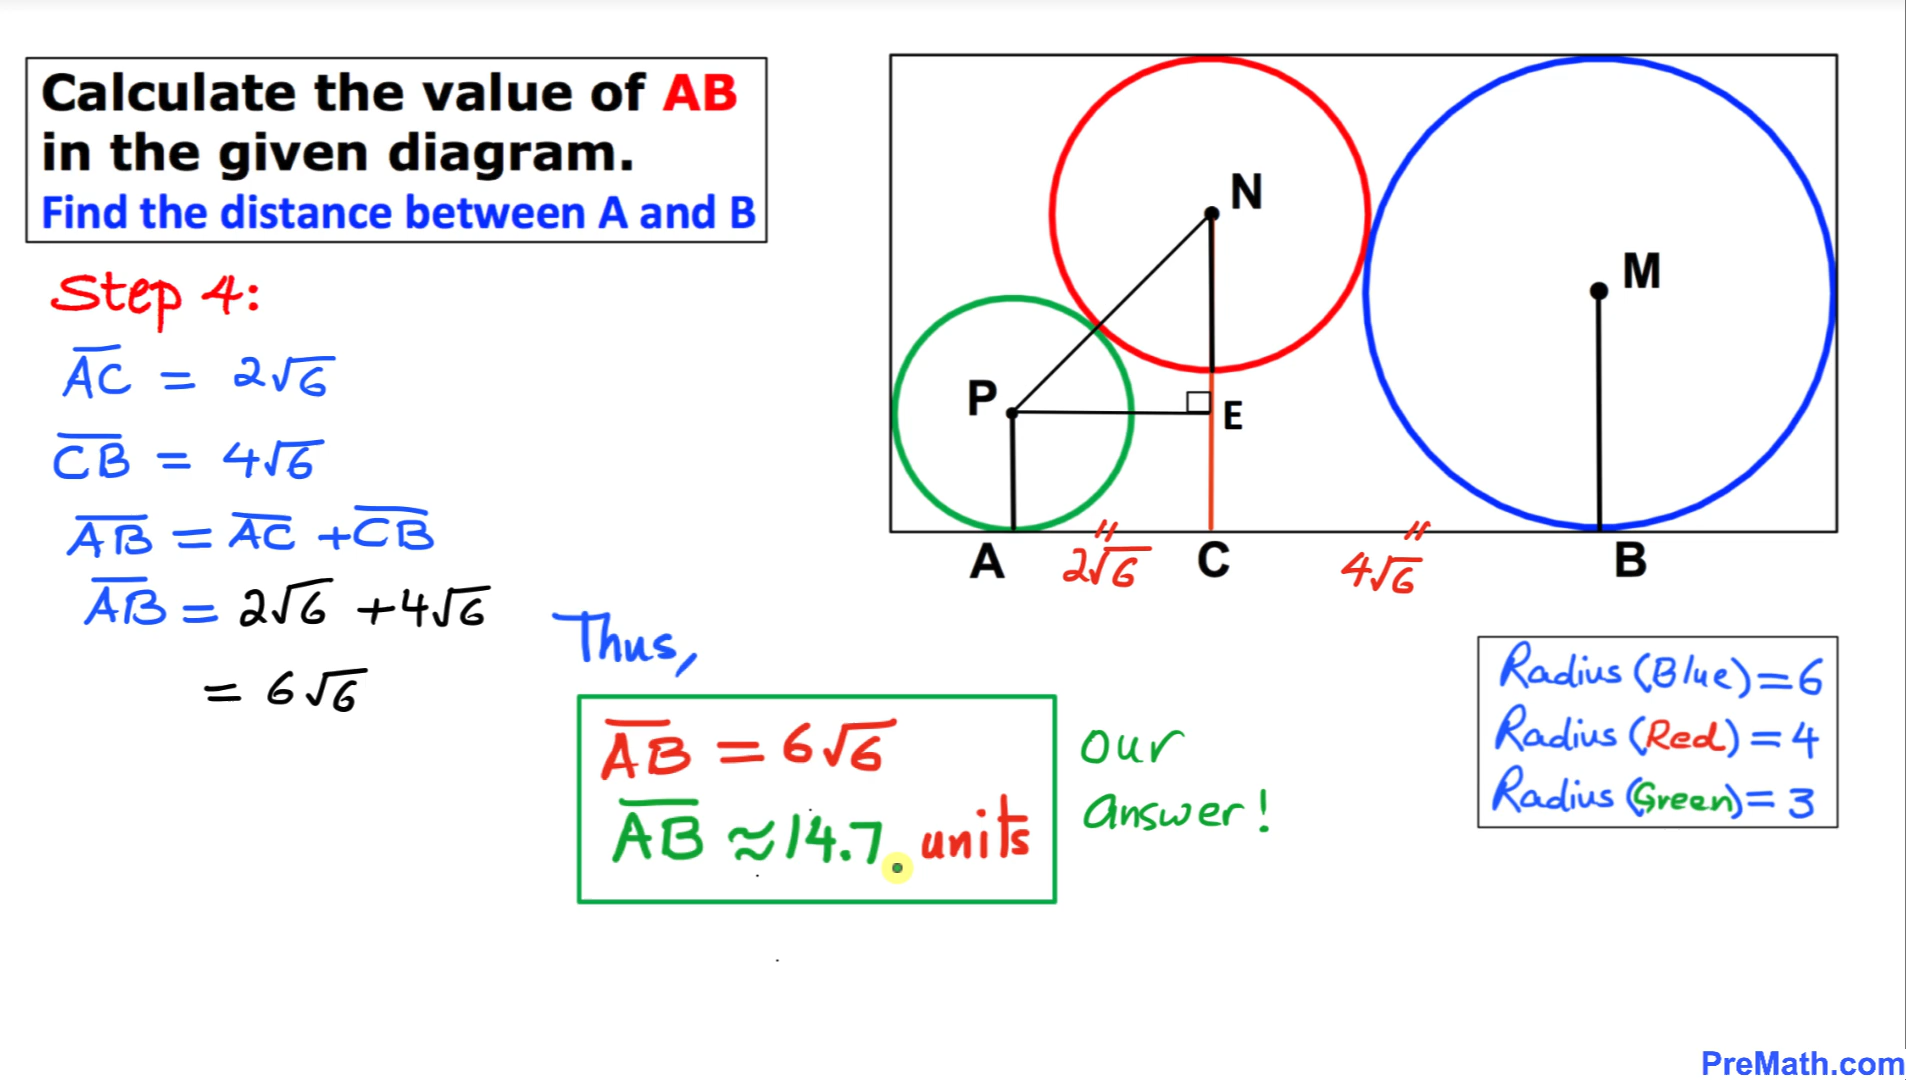 Calculate the value of AB
in the given diagram.
Find the distance between A and B
Step 4:
AC = 2√6
CB = 4√6
AB = AC + CB
AB = 2√6 + 4√6
= 6√6
Thus,
AB = 6√6
AB ≈ 14.7 units
our
answer!
N
M
P
E
A
2√6
C
4√6
B
Radius (Blue) = 6
Radius (Red) = 4
Radius (Green) = 3
PreMath.com